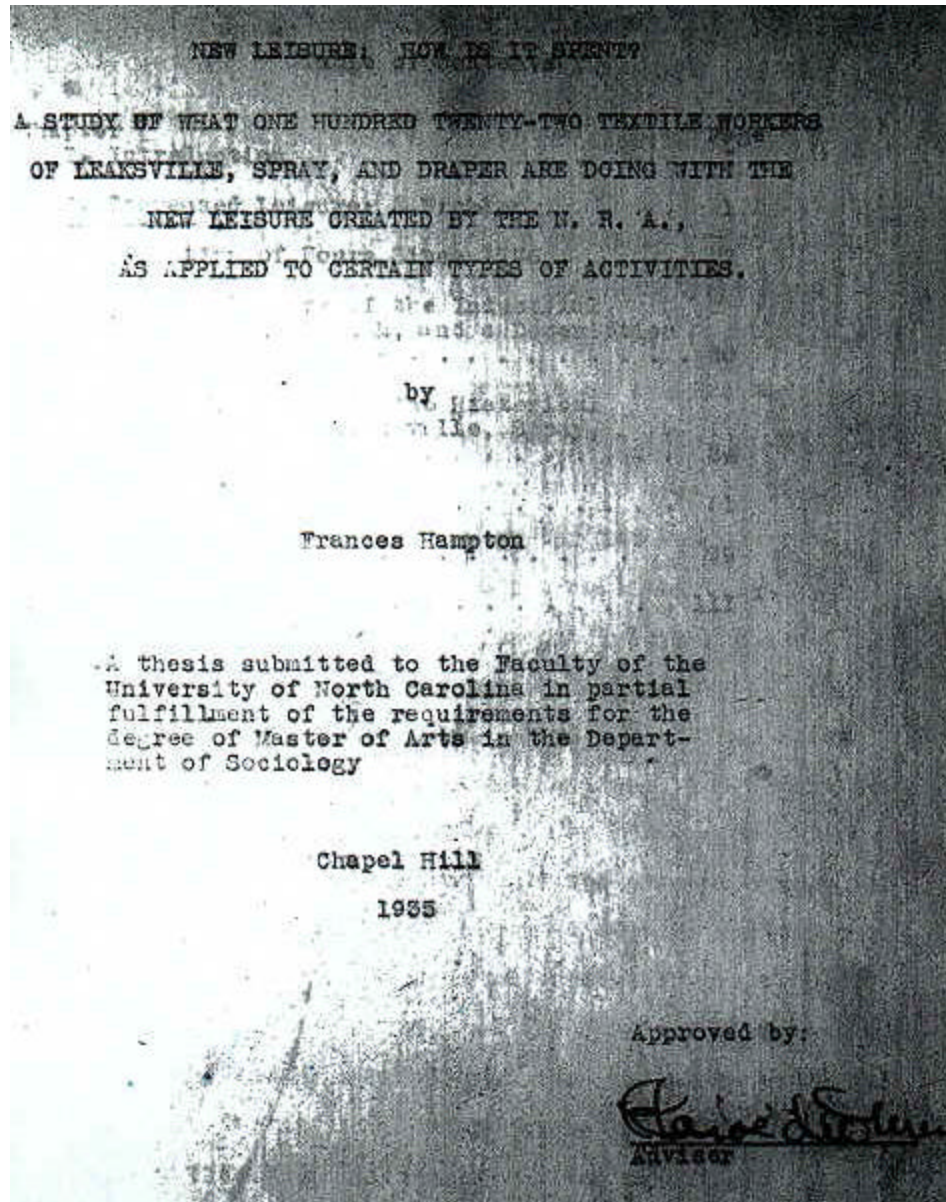 NEW LEISURE: HOW IS IT SPENT?
A STUDY OF WHAT ONE HUNDRED TWENTY-TWO TEXTILE WORKERS
OF LEAKSVILLE, SPRAY, AND DRAPER ARE DOING WITH THE
NEW LEISURE CREATED BY THE N. R. A.,
AS APPLIED TO CERTAIN TYPES OF ACTIVITIES.
by
Frances Hampton
A thesis submitted to the Faculty of the
University of North Carolina in partial
fulfillment of the requirements for the
degree of Master of Arts in the Depart-
ment of Sociology
Chapel Hill
1935
Approved by:
Adviser